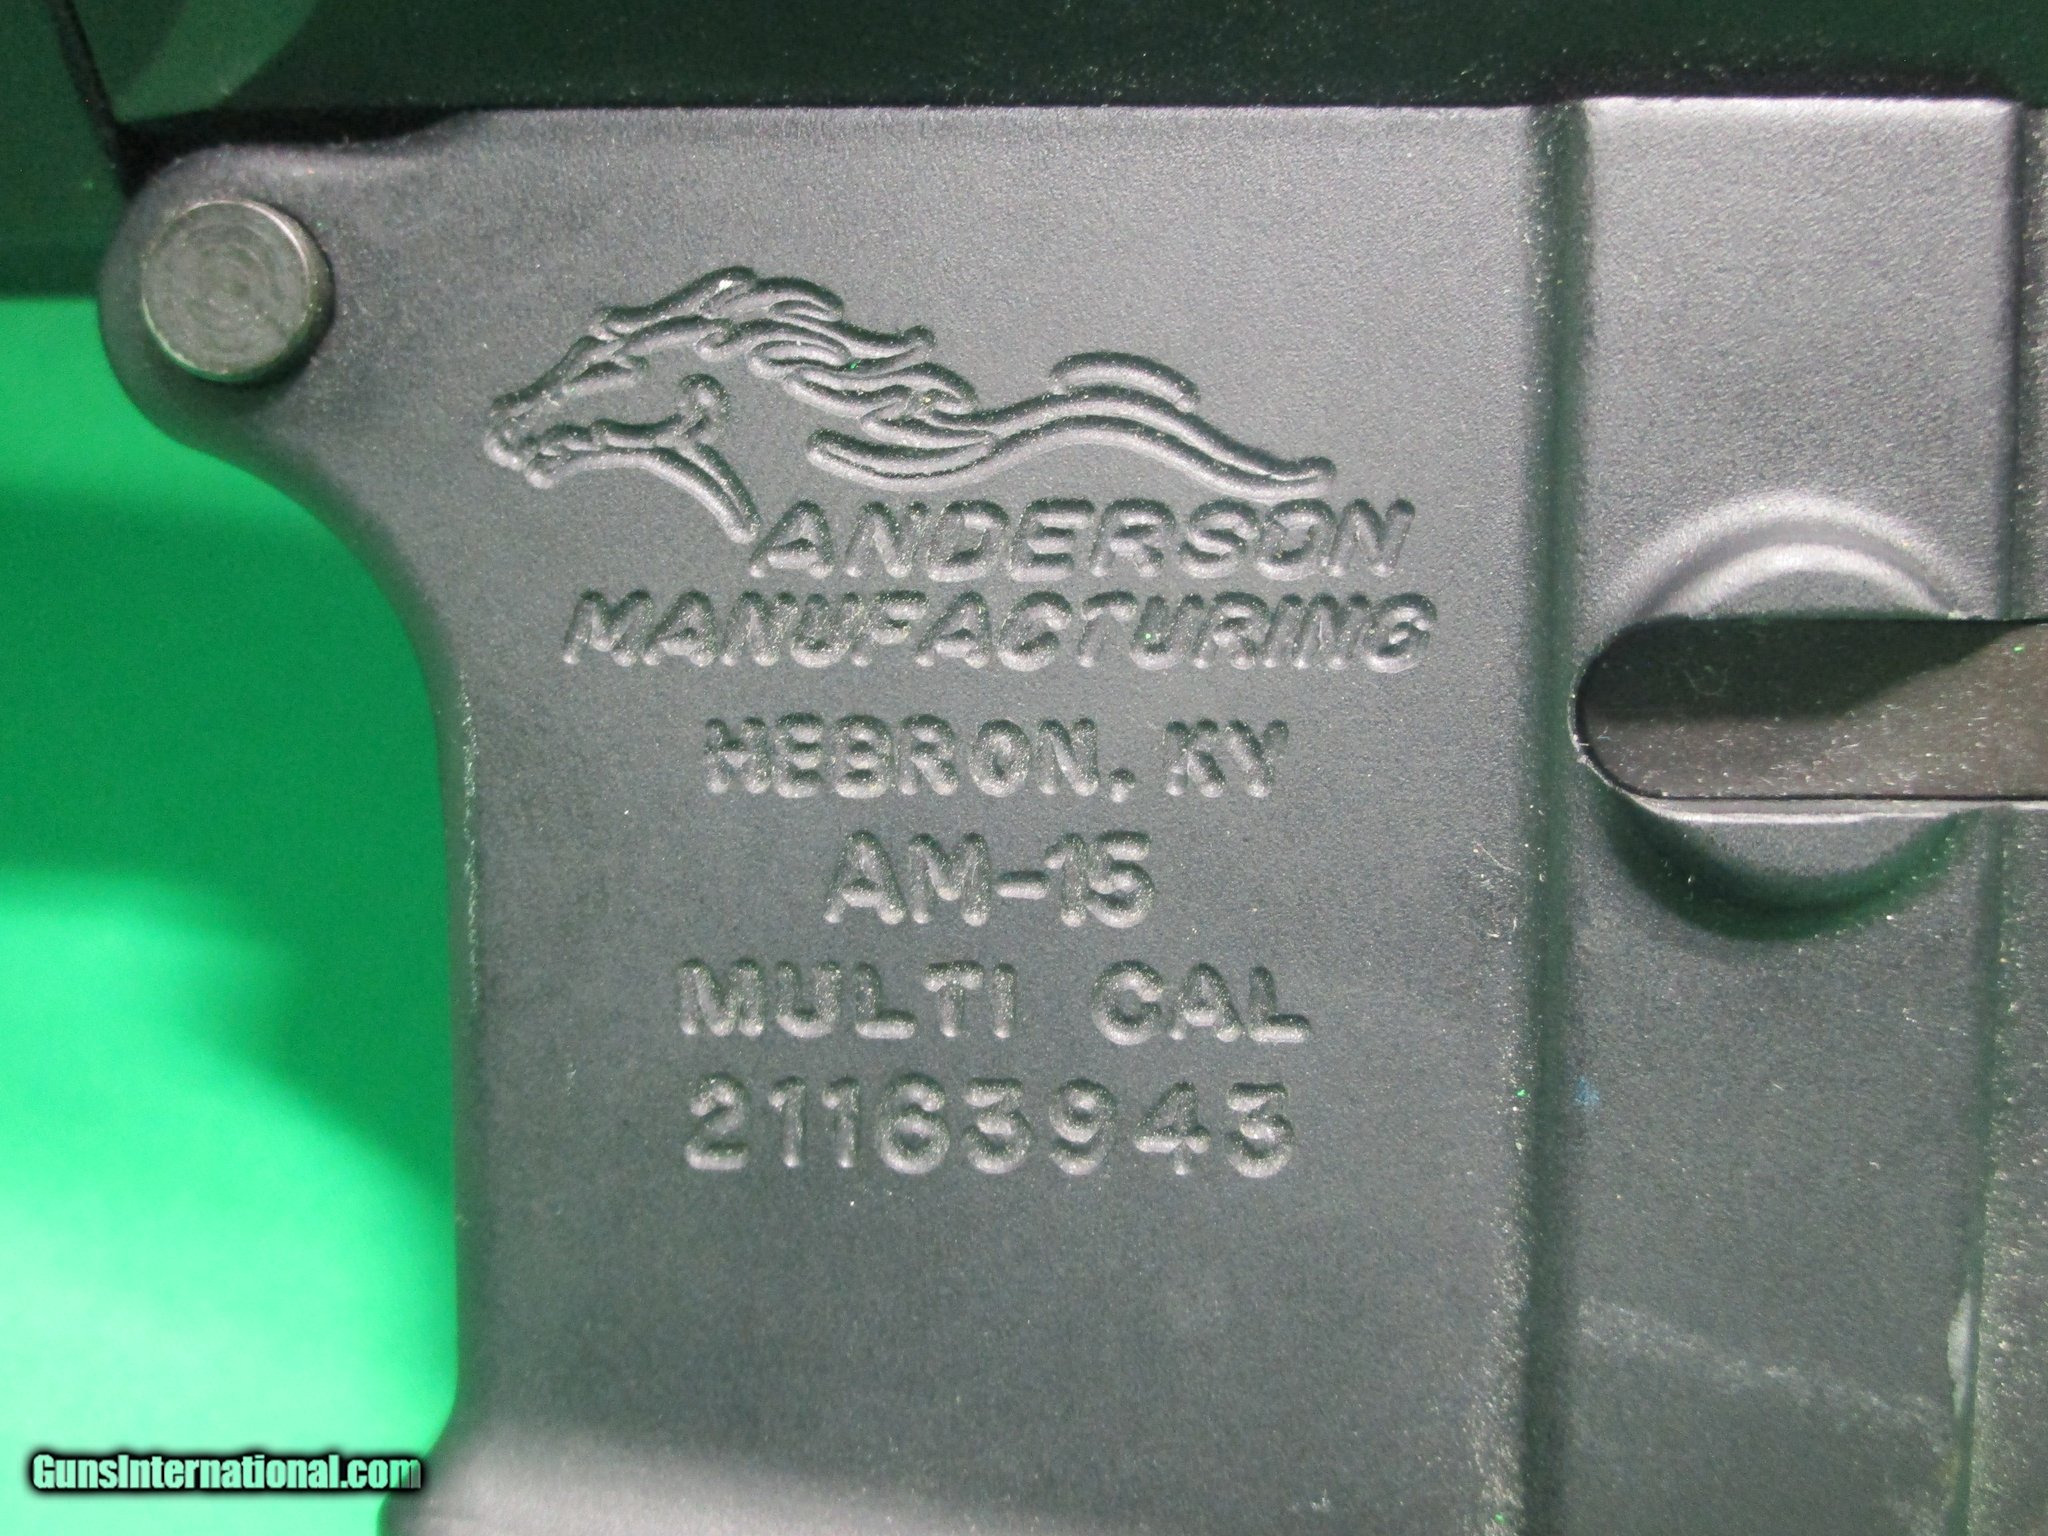 ANDERSON
MANUFACTURING
HEBRON, KY
AM-15
MULTI CAL
21163943
GunsInternational.com